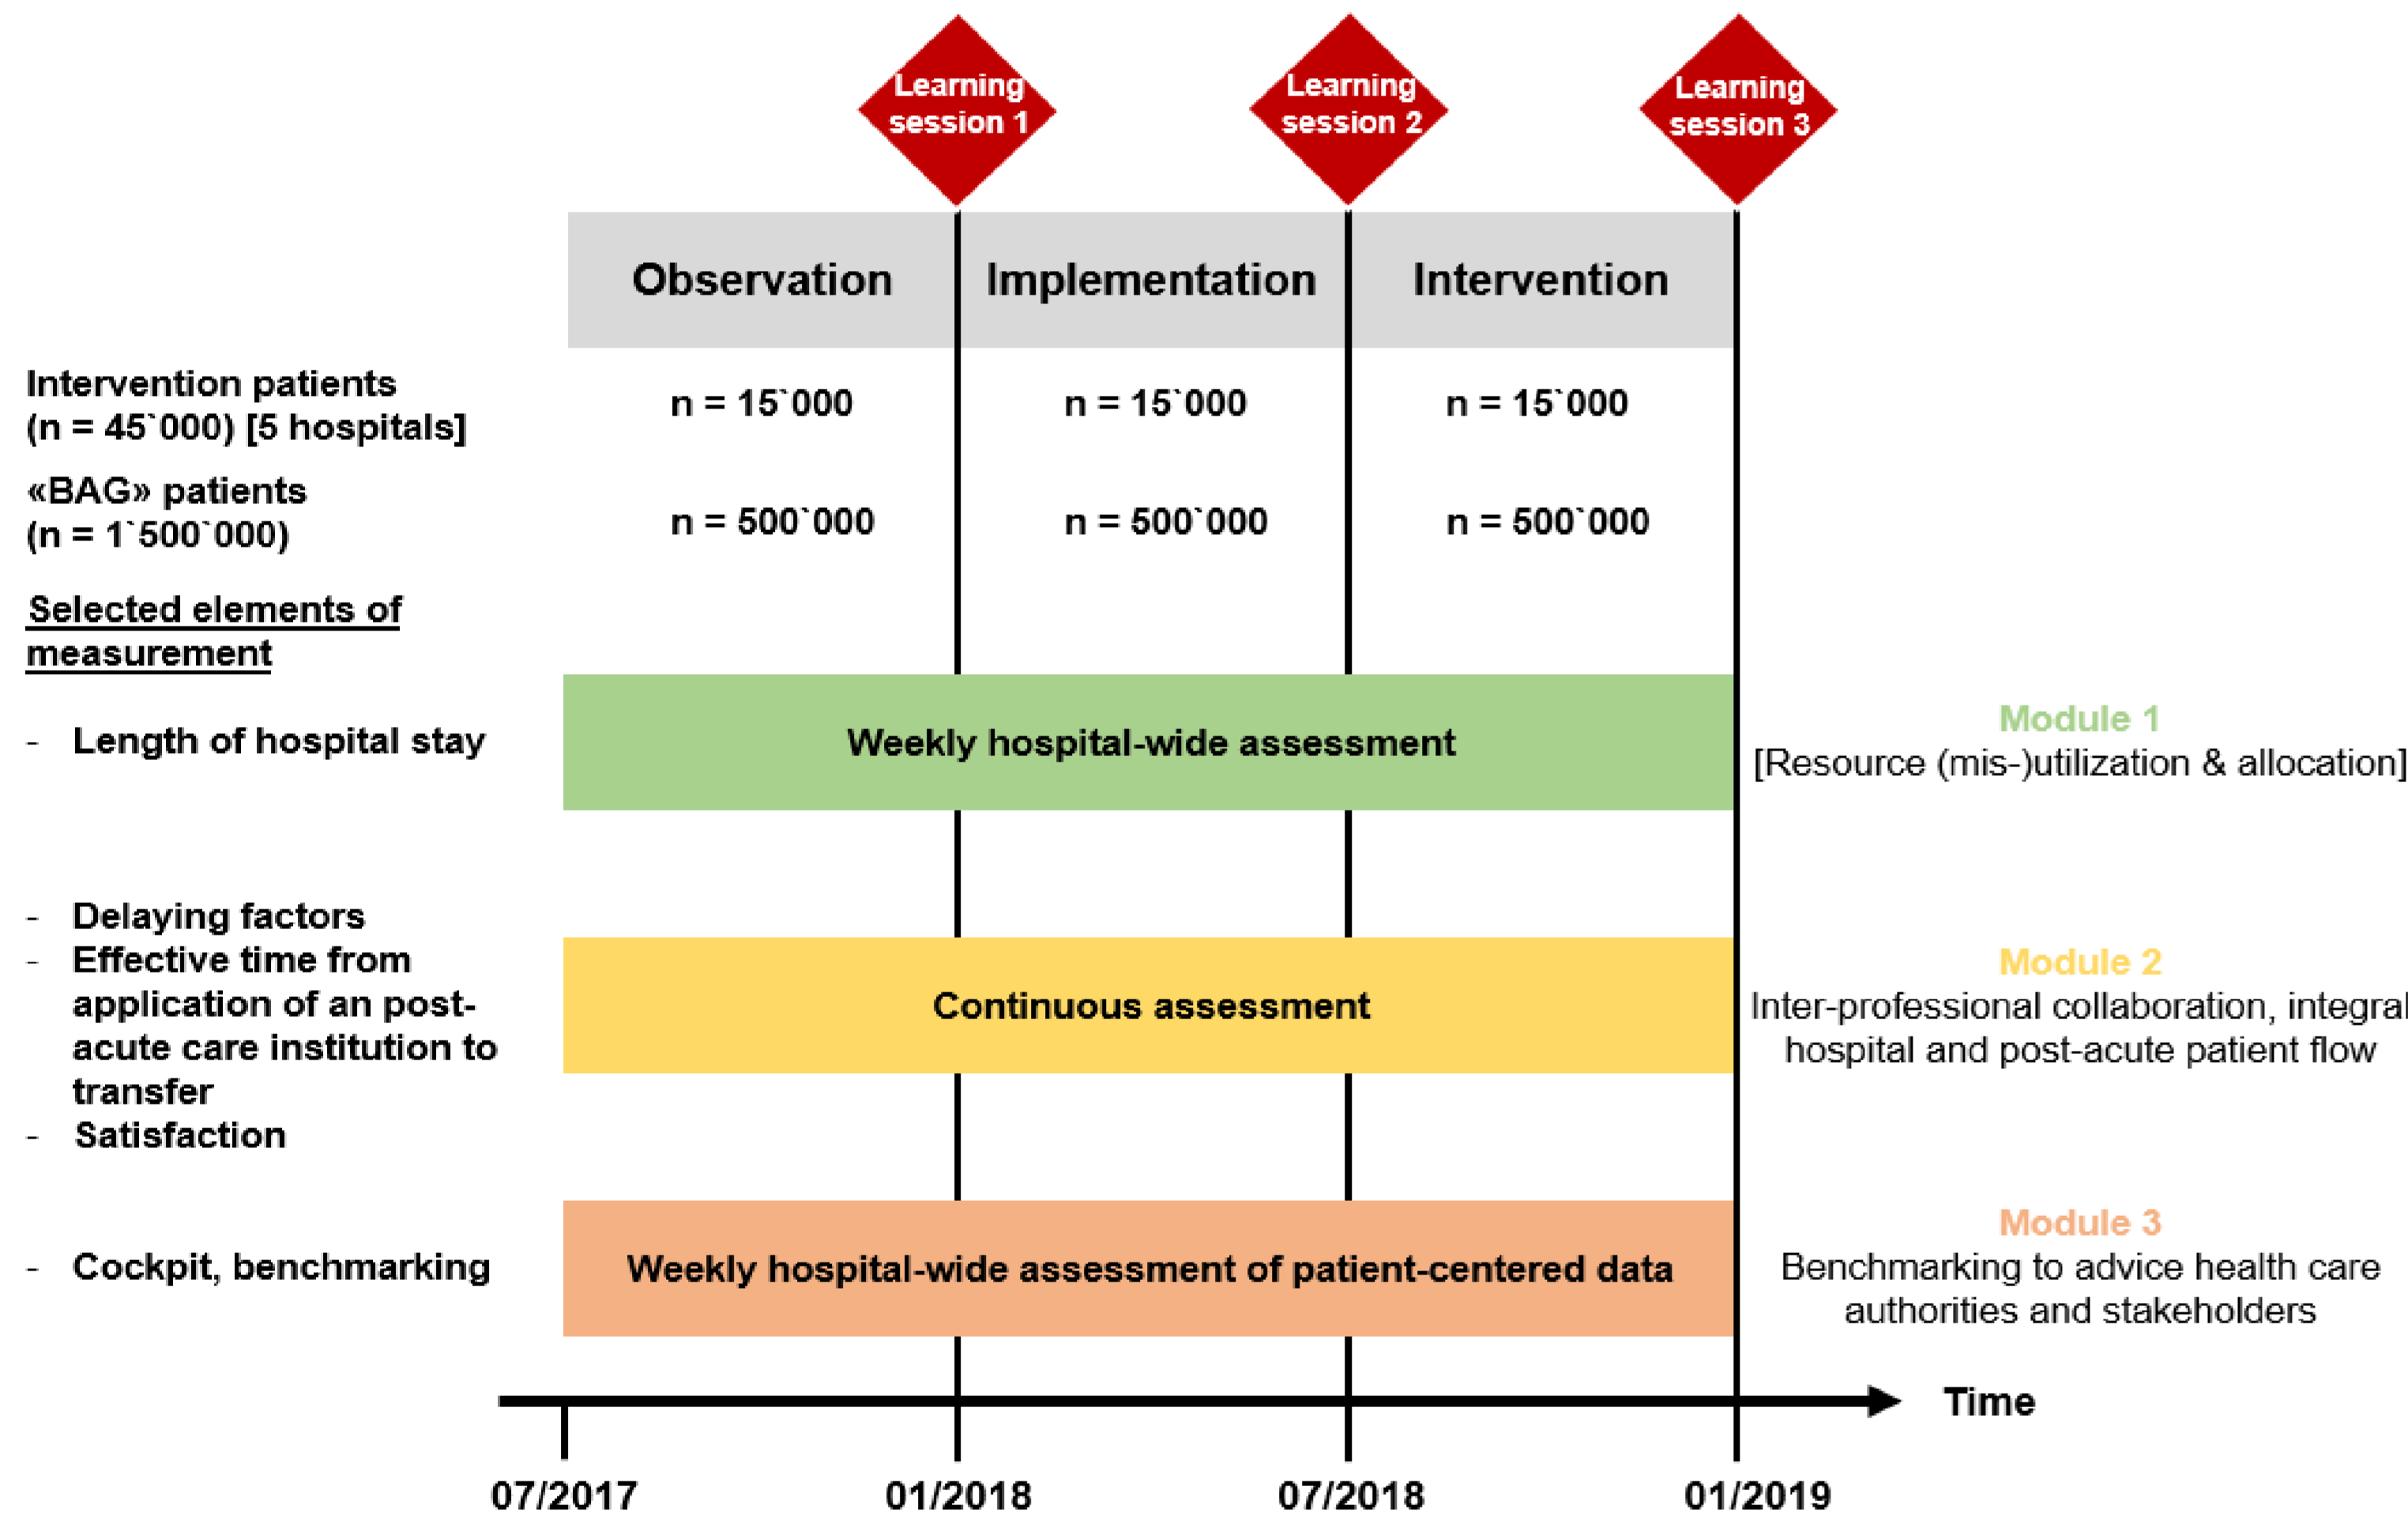 Learning
session 1
Learning
session 2
Learning
session 3
Observation
Implementation
Intervention
Intervention patients
(n = 45`000) [5 hospitals]
n = 15`000
n = 15`000
n = 15`000
«BAG» patients
(n = 1`500`000)
n = 500`000
n = 500`000
n = 500`000
Selected elements of
measurement
- Length of hospital stay
Weekly hospital-wide assessment
Module 1
[Resource (mis-)utilization & allocation]
- Delaying factors
- Effective time from
application of an post-
acute care institution to
transfer
- Satisfaction
Continuous assessment
Module 2
Inter-professional collaboration, integral
hospital and post-acute patient flow
- Cockpit, benchmarking
Weekly hospital-wide assessment of patient-centered data
Module 3
Benchmarking to advice health care
authorities and stakeholders
Time
07/2017
01/2018
07/2018
01/2019